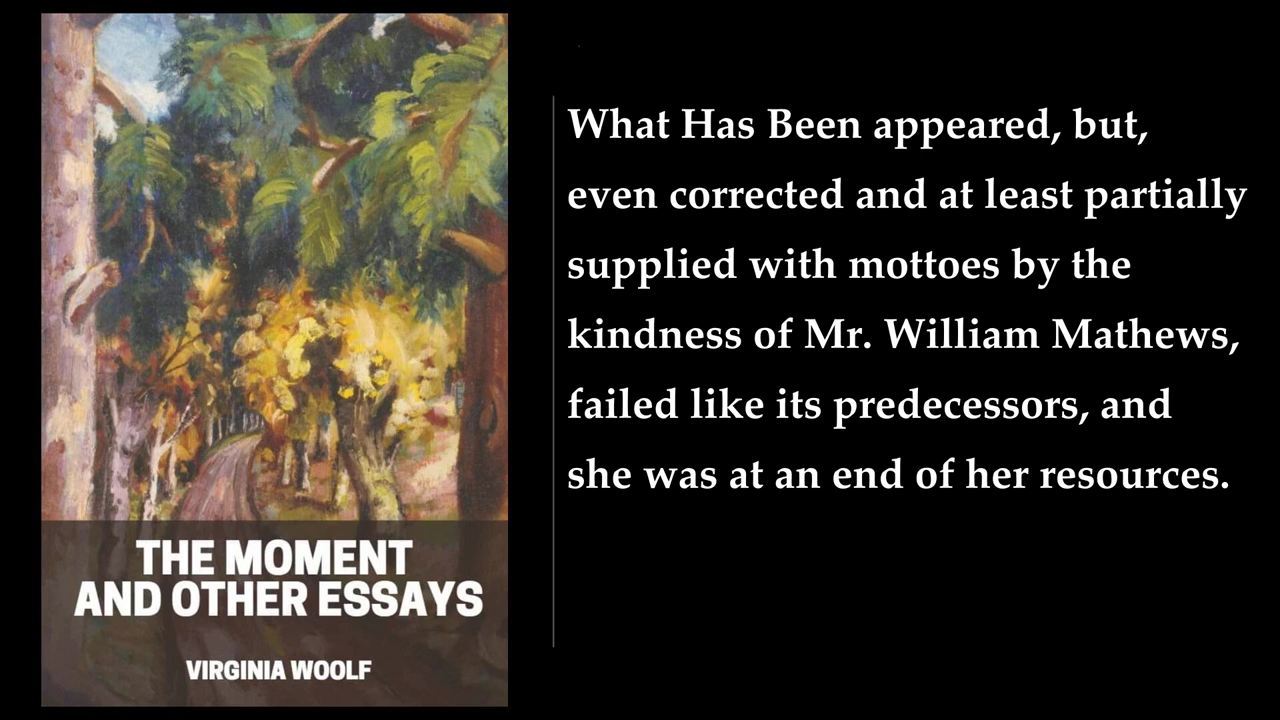 THE MOMENT
AND OTHER ESSAYS
VIRGINIA WOOLF
What Has Been appeared, but,
even corrected and at least partially
supplied with mottoes by the
kindness of Mr. William Mathews,
failed like its predecessors, and
she was at an end of her resources.